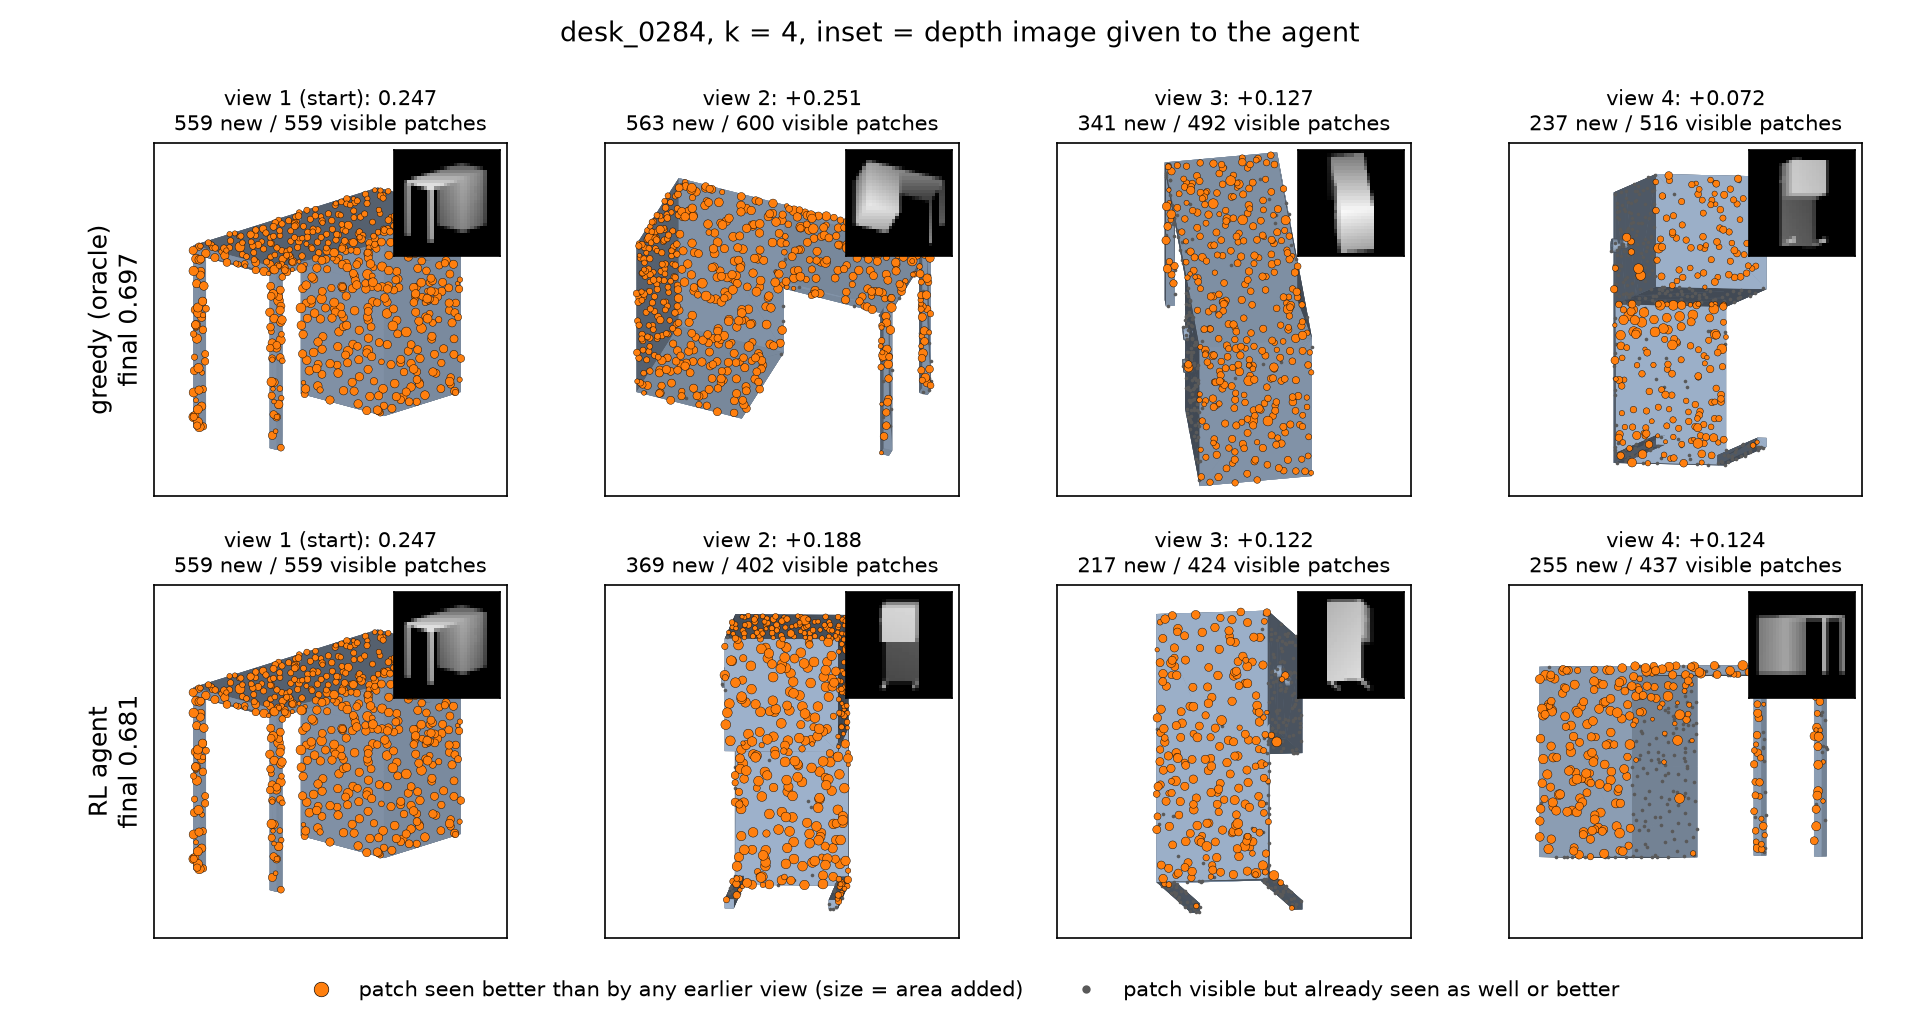 desk_0284, k = 4, inset = depth image given to the agent
greedy (oracle)
final 0.697
view 1 (start): 0.247
559 new / 559 visible patches
view 2: +0.251
563 new / 600 visible patches
view 3: +0.127
341 new / 492 visible patches
view 4: +0.072
237 new / 516 visible patches
RL agent
final 0.681
view 1 (start): 0.247
559 new / 559 visible patches
view 2: +0.188
369 new / 402 visible patches
view 3: +0.122
217 new / 424 visible patches
view 4: +0.124
255 new / 437 visible patches
patch seen better than by any earlier view (size = area added)
patch visible but already seen as well or better